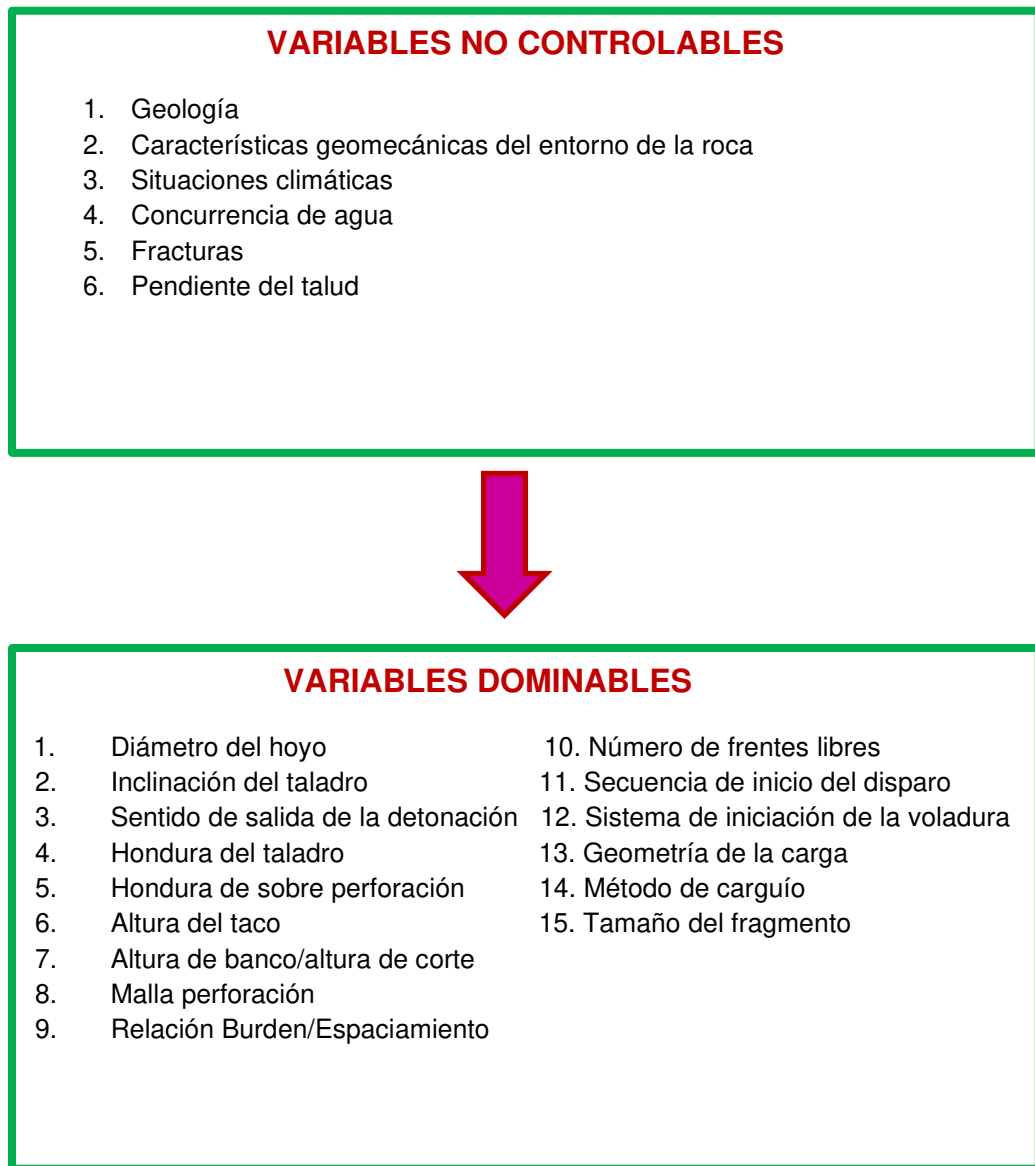 VARIABLES NO CONTROLABLES
1. Geología
2. Características geomecánicas del entorno de la roca
3. Situaciones climáticas
4. Concurrencia de agua
5. Fracturas
6. Pendiente del talud
VARIABLES DOMINABLES
1. Diámetro del hoyo
2. Inclinación del taladro
3. Sentido de salida de la detonación
4. Hondura del taladro
5. Hondura de sobre perforación
6. Altura del taco
7. Altura de banco/altura de corte
8. Malla perforación
9. Relación Burden/Espaciamiento
10. Número de frentes libres
11. Secuencia de inicio del disparo
12. Sistema de iniciación de la voladura
13. Geometría de la carga
14. Método de carguío
15. Tamaño del fragmento